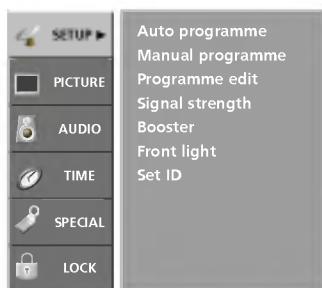 SETUP ►
PICTURE
AUDIO
TIME
SPECIAL
LOCK
Auto programme
Manual programme
Programme edit
Signal strength
Booster
Front light
Set ID